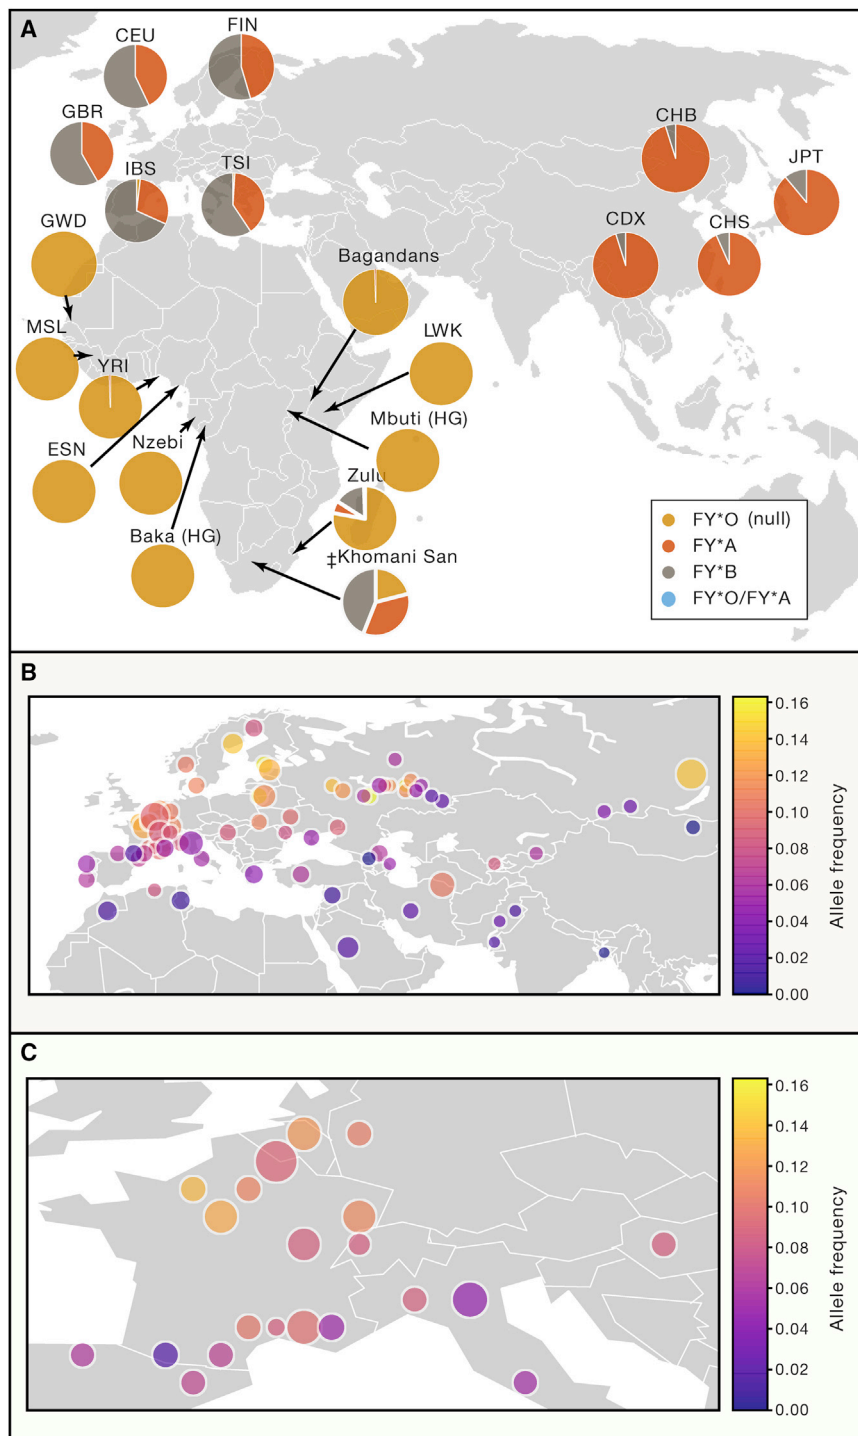 A
CEU
FIN
GBR
IBS
TSI
CHB
JPT
GWD
CDX
CHS
Bagandans
MSL
LWK
YRI
Mbuti (HG)
ESN
Nzebi
Zulu
Baka (HG)
‡Khomani San
FY*O (null)
FY*A
FY*B
FY*O/FY*A
B
0.16
0.14
0.12
0.10
0.08
0.06
0.04
0.02
0.00
Allele frequency
C
0.16
0.14
0.12
0.10
0.08
0.06
0.04
0.02
0.00
Allele frequency